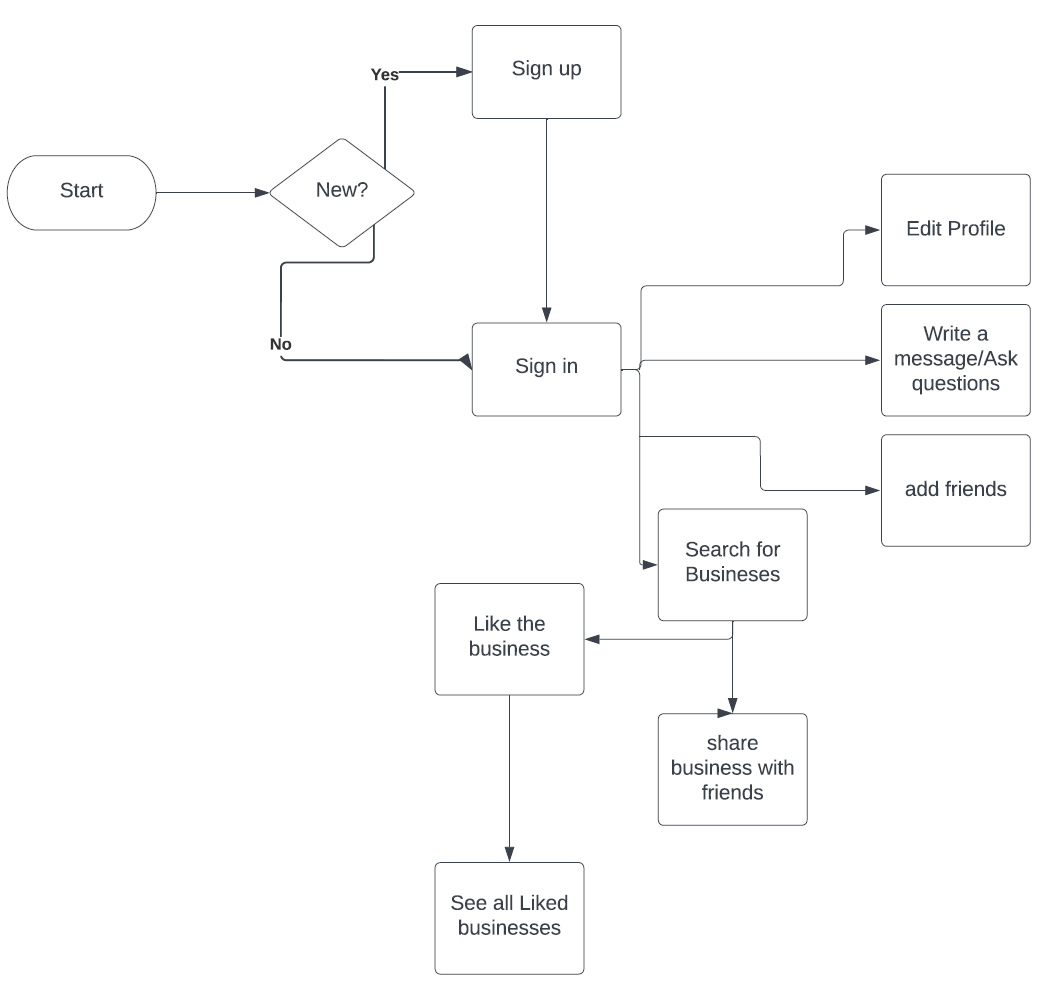 Sign up
Yes
New?
Start
Edit Profile
No
Sign in
Write a
message/Ask
questions
add friends
Search for
Busineses
Like the
business
share
business with
friends
See all Liked
businesses